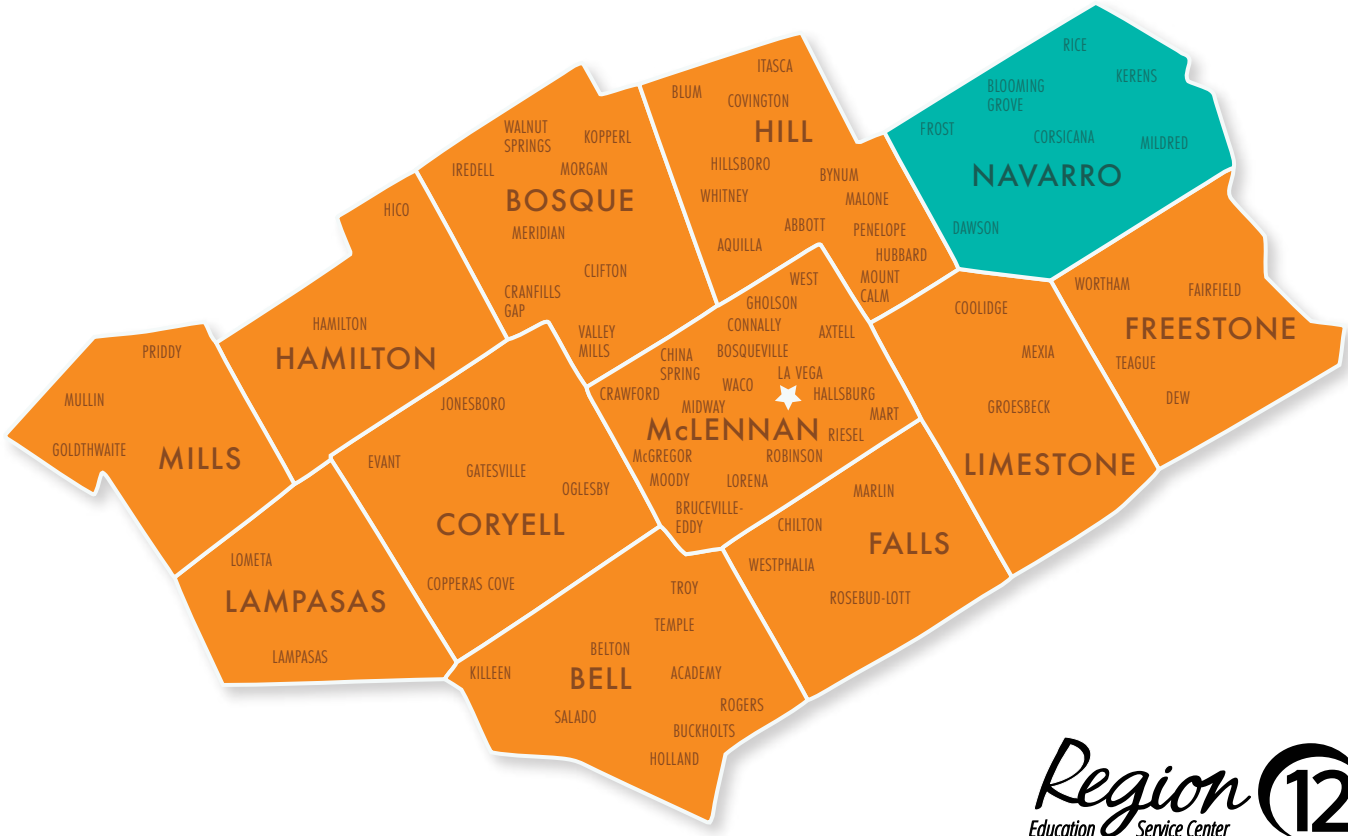 RICE
KERENS
BLOOMING
GROVE
FROST
CORSICANA
MILDRED
NAVARRO
DAWSON
ITASCA
BLUM
COVINGTON
HILL
HILLSBORO
BYNUM
WHITNEY
MALONE
ABBOTT
PENELOPE
AQUILLA
HUBBARD
MOUNT
CALM
WALNUT
SPRINGS
KOPPERL
IREDELL
MORGAN
BOSQUE
MERIDIAN
CLIFTON
CRANFILLS
GAP
VALLEY
MILLS
HICO
HAMILTON
HAMILTON
PRIDDY
MULLIN
GOLDTHWAITE
MILLS
JONESBORO
EVANT
GATESVILLE
OGLESBY
CORYELL
COPPERAS COVE
LOMETA
LAMPASAS
LAMPASAS
WEST
GHOLSON
CONNALLY
AXTELL
CHINA
SPRING
BOSQUEVILLE
LA VEGA
CRAWFORD
WACO
HALLSBURG
MIDWAY
MART
McLENNAN
RIESEL
McGREGOR
ROBINSON
MOODY
LORENA
BRUCEVILLE-
EDDY
COOLIDGE
MEXIA
GROESBECK
LIMESTONE
WORTHAM
FAIRFIELD
FREESTONE
TEAGUE
DEW
MARLIN
CHILTON
FALLS
WESTPHALIA
ROSEBUD-LOTT
TROY
TEMPLE
BELTON
KILLEEN
BELL
ACADEMY
ROGERS
SALADO
BUCKHOLTS
HOLLAND
Region 12
Education Service Center